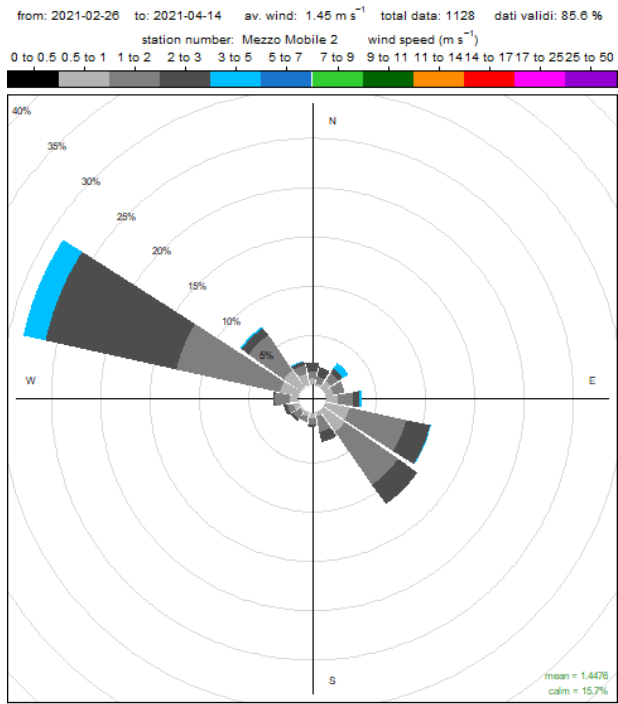 from: 2021-02-26 to: 2021-04-14 av. wind: 1.45 m s⁻¹ total data: 1128 dati validi: 85.6 %
station number: Mezzo Mobile 2 wind speed (m s⁻¹)
0 to 0.5 0.5 to 1 1 to 2 2 to 3 3 to 5 5 to 7 7 to 9 9 to 11 11 to 14 14 to 17 17 to 25 25 to 50
40%
N
35%
30%
25%
20%
15%
10%
5%
W
E
S
mean = 1.4476
calm = 15.7%